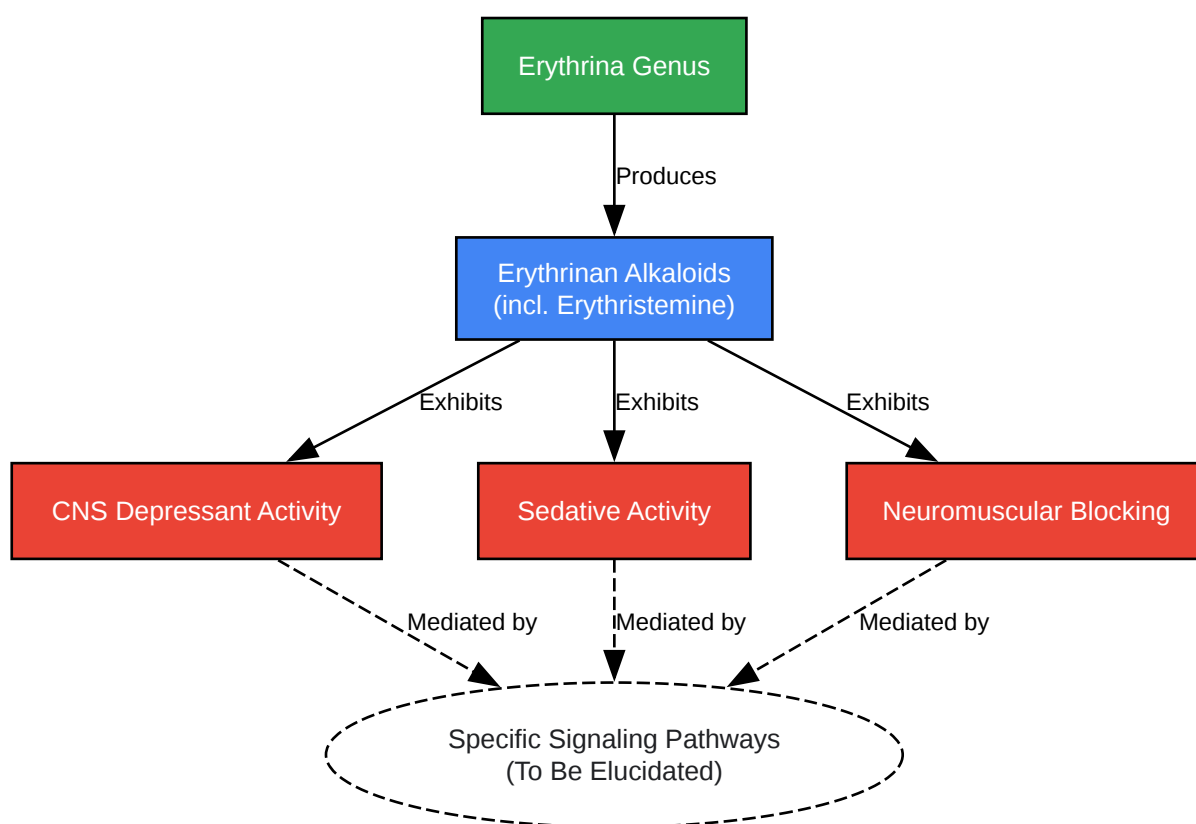 Erythrina Genus
Produces
Erythrinan Alkaloids
(incl. Erythristemine)
Exhibits
Exhibits
Exhibits
CNS Depressant Activity
Sedative Activity
Neuromuscular Blocking
Mediated by
Mediated by
Mediated by
Specific Signaling Pathways
(To Be Elucidated)